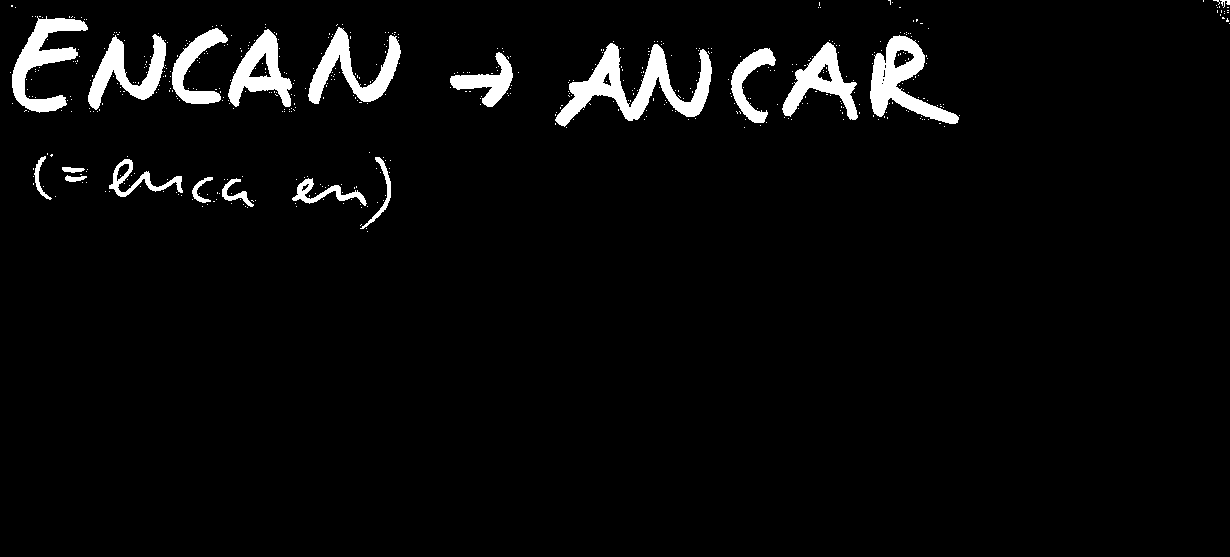 ENCAN → ANCAR
(= enca en)